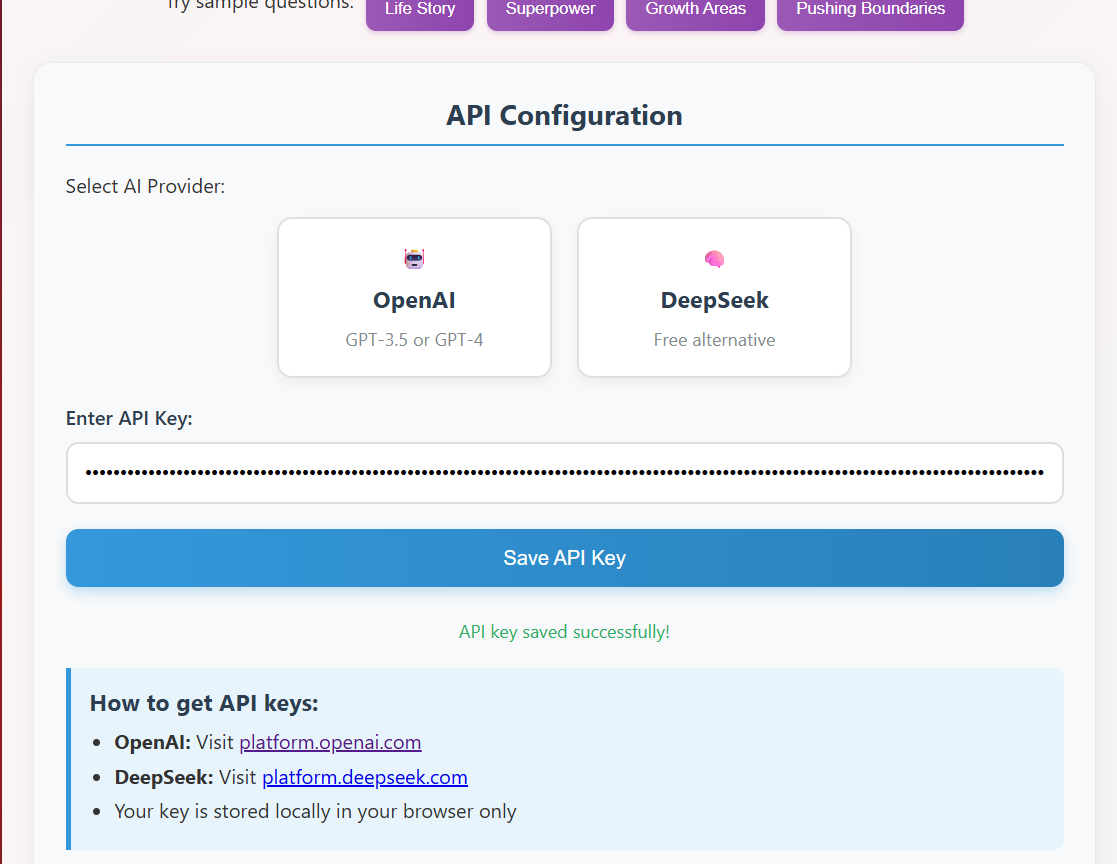 Try sample questions:
Life Story
Superpower
Growth Areas
Pushing Boundaries
API Configuration
Select AI Provider:
OpenAI
GPT-3.5 or GPT-4
DeepSeek
Free alternative
Enter API Key:
Save API Key
API key saved successfully!
How to get API keys:
• OpenAI: Visit platform.openai.com
• DeepSeek: Visit platform.deepseek.com
• Your key is stored locally in your browser only